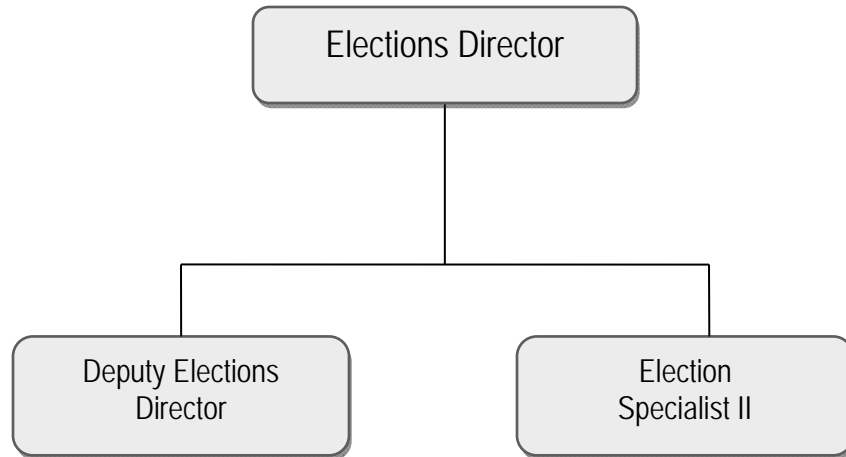 Elections Director
Deputy Elections
Director
Election
Specialist II